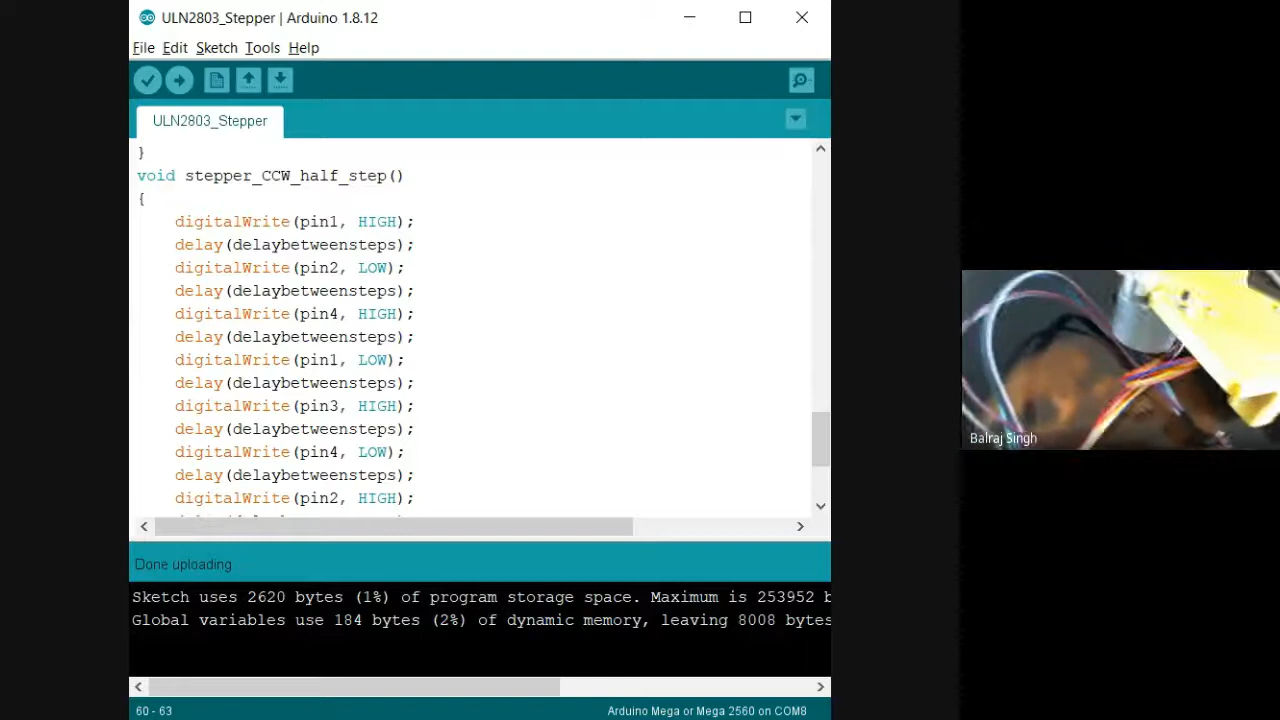 ULN2803_Stepper | Arduino 1.8.12
File Edit Sketch Tools Help
ULN2803_Stepper
}
void stepper_CCW_half_step()
{
digitalWrite(pin1, HIGH);
delay(delaybetweensteps);
digitalWrite(pin2, LOW);
delay(delaybetweensteps);
digitalWrite(pin4, HIGH);
delay(delaybetweensteps);
digitalWrite(pin1, LOW);
delay(delaybetweensteps);
digitalWrite(pin3, HIGH);
delay(delaybetweensteps);
digitalWrite(pin4, LOW);
delay(delaybetweensteps);
digitalWrite(pin2, HIGH);
Balraj Singh
Done uploading
Sketch uses 2620 bytes (1%) of program storage space. Maximum is 253952 b
Global variables use 184 bytes (2%) of dynamic memory, leaving 8008 bytes
60 - 63
Arduino Mega or Mega 2560 on COM8